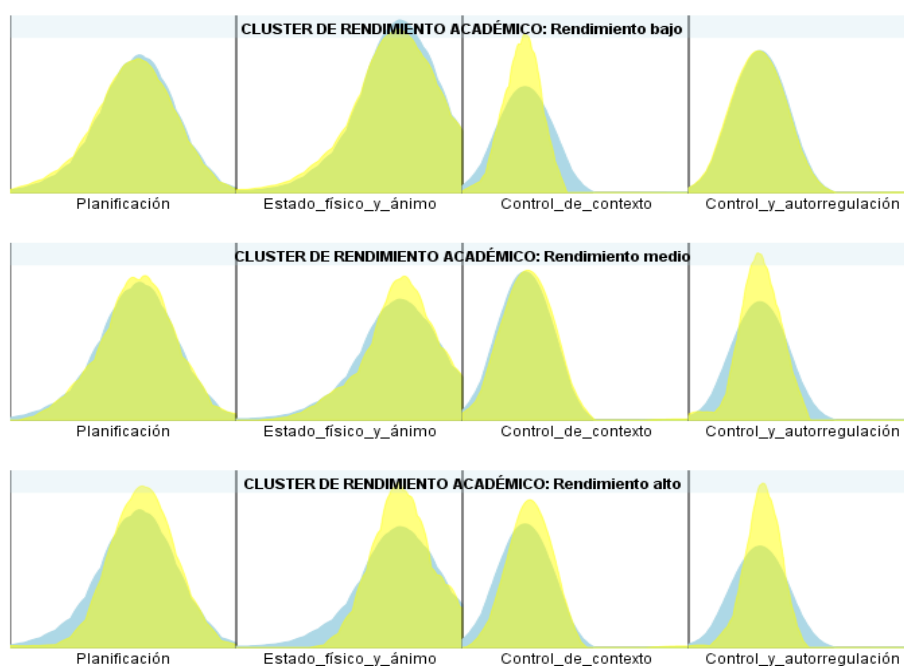 CLUSTER DE RENDIMIENTO ACADÉMICO: Rendimiento bajo
Planificación Estado_físico_y_ánimo Control_de_contexto Control_y_autorregulación
CLUSTER DE RENDIMIENTO ACADÉMICO: Rendimiento medio
Planificación Estado_físico_y_ánimo Control_de_contexto Control_y_autorregulación
CLUSTER DE RENDIMIENTO ACADÉMICO: Rendimiento alto
Planificación Estado_físico_y_ánimo Control_de_contexto Control_y_autorregulación